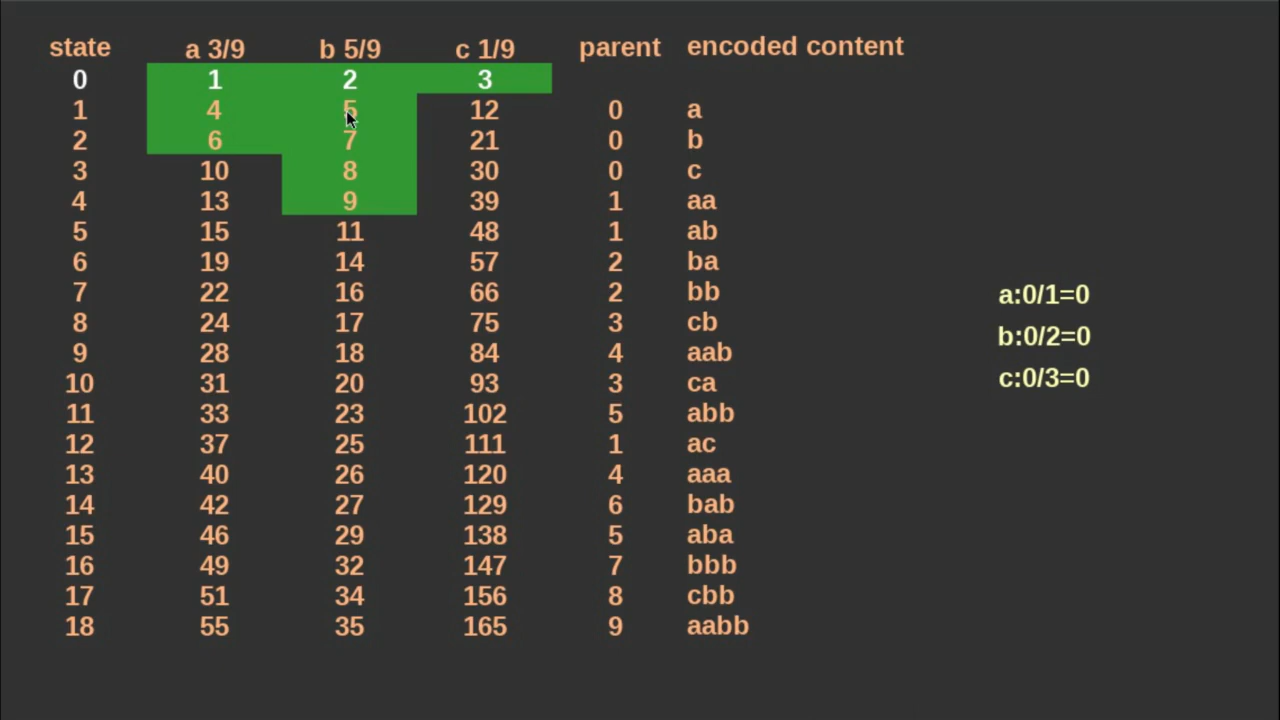 state a 3/9 b 5/9 c 1/9 parent encoded content
0 1 2 3
1 4 5 12 0 a
2 6 7 21 0 b
3 10 8 30 0 c
4 13 9 39 1 aa
5 15 11 48 1 ab
6 19 14 57 2 ba
7 22 16 66 2 bb
a:0/1=0
8 24 17 75 3 cb
b:0/2=0
9 28 18 84 4 aab
10 31 20 93 3 ca
c:0/3=0
11 33 23 102 5 abb
12 37 25 111 1 ac
13 40 26 120 4 aaa
14 42 27 129 6 bab
15 46 29 138 5 aba
16 49 32 147 7 bbb
17 51 34 156 8 cbb
18 55 35 165 9 aabb